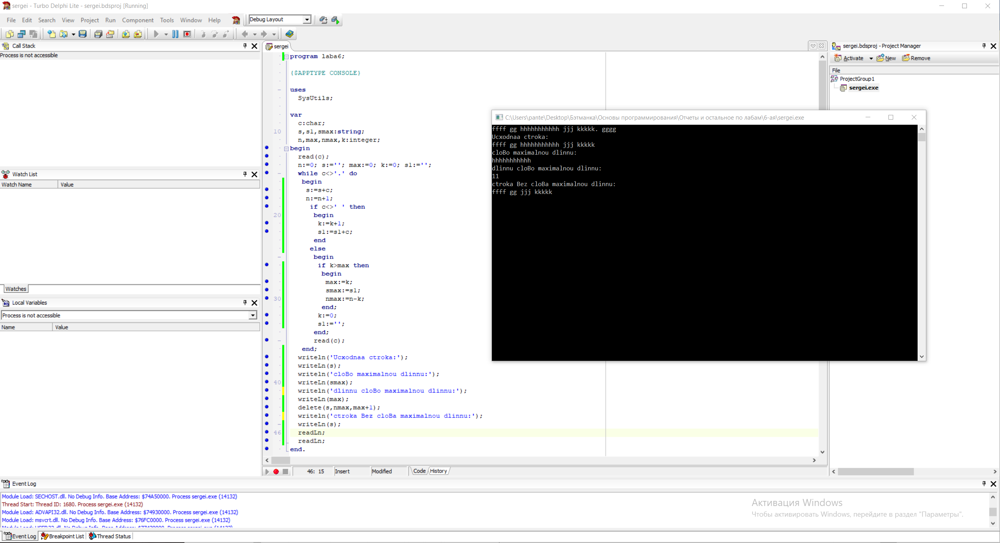 sergei - Turbo Delphi Lite - sergei.bdsproj [Running]
File Edit Search View Project Run Component Tools Window Help
Debug Layout
Call Stack
Process is not accessible
Watch List
Watch Name Value
Watches
Local Variables
Process is not accessible
Name Value
sergei
program laba6;
{$APPTYPE CONSOLE}
uses
SysUtils;
var
c:char;
10 s,s1,smax:string;
n,max,nmax,k:integer;
begin
read(c);
n:=0; s:=''; max:=0; k:=0; s1:='';
while c<>'.' do
begin
s:=s+c;
n:=n+1;
if c<>' ' then
20 begin
k:=k+1;
s1:=s1+c;
end
else
begin
if k>max then
begin
max:=k;
smax:=s1;
30 nmax:=n-k;
end;
k:=0;
s1:='';
end;
read(c);
end;
writeln('Ucxodnaa ctroka:');
writeLn(s);
writeln('cloBo maximalnou dlinnu:');
40 writeLn(smax);
writeln('dlinnu cloBo maximalnou dlinnu:');
writeLn(max);
delete(s,nmax,max+1);
writeln('ctroka Bez cloBa maximalnou dlinnu:');
writeLn(s);
46 readLn;
readLn;
end.
46: 15 Insert Modified Code History
C:\Users\pante\Desktop\Бэтманка\Основы программирования\Отчеты и остальное по лабам\6-ая\sergei.exe
ffff gg hhhhhhhhhhh jjj kkkkk. gggg
Ucxodnaa ctroka:
ffff gg hhhhhhhhhhh jjj kkkkk
cloBo maximalnou dlinnu:
hhhhhhhhhhh
dlinnu cloBo maximalnou dlinnu:
11
ctroka Bez cloBa maximalnou dlinnu:
ffff gg jjj kkkkk
sergei.bdsproj - Project Manager
Activate New Remove
File
ProjectGroup1
sergei.exe
Event Log
Module Load: SECHOST.dll. No Debug Info. Base Address: $74A50000. Process sergei.exe (14132)
Thread Start: Thread ID: 1680. Process sergei.exe (14132)
Module Load: ADVAPI32.dll. No Debug Info. Base Address: $74930000. Process sergei.exe (14132)
Module Load: msvcrt.dll. No Debug Info. Base Address: $76FC0000. Process sergei.exe (14132)
Активация Windows
Чтобы активировать Windows, перейдите в раздел "Параметры".
Event Log Breakpoint List Thread Status